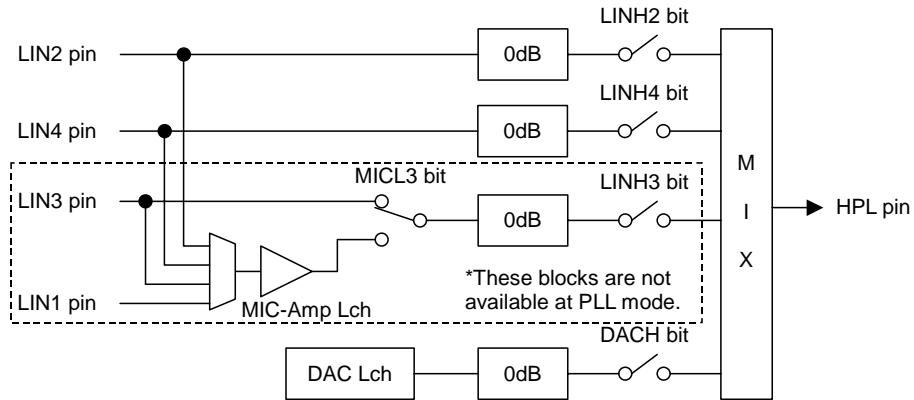 LINH2 bit
LIN2 pin
0dB
LINH4 bit
LIN4 pin
0dB
MICL3 bit
LINH3 bit
LIN3 pin
0dB
M
I
X
HPL pin
LIN1 pin
MIC-Amp Lch
*These blocks are not
available at PLL mode.
DACH bit
DAC Lch
0dB